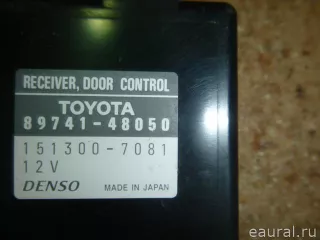 RECEIVER, DOOR CONTROL
TOYOTA
89741-48050
151300-7081
12V
DENSO MADE IN JAPAN
eaural.ru